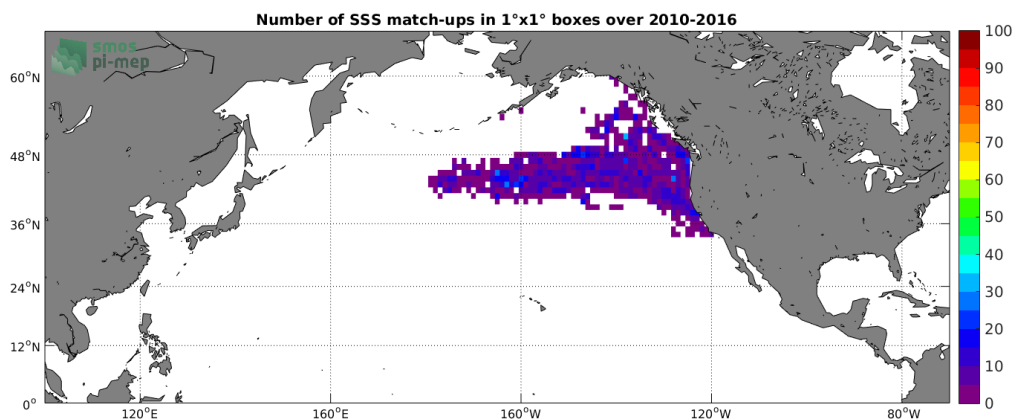 Number of SSS match-ups in 1°x1° boxes over 2010-2016
smos
pi-mep
60°N
48°N
36°N
24°N
12°N
0°
120°E
160°E
160°W
120°W
80°W
100
90
80
70
60
50
40
30
20
10
0